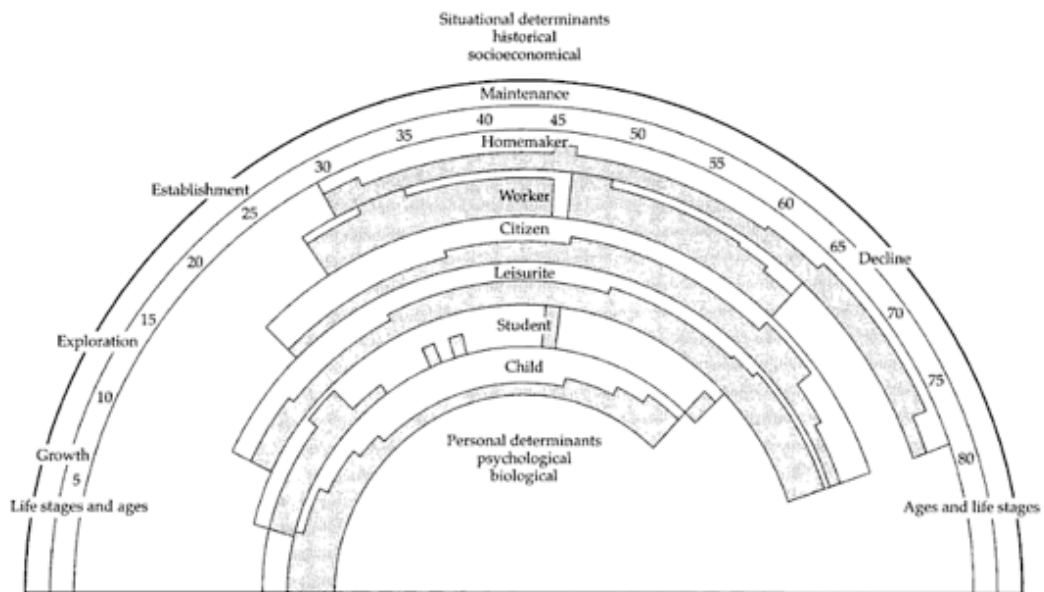 Situational determinants
historical
socioeconomical
Maintenance
40 45
35 50
Homemaker
30 55
Establishment
25 60
Worker
Citizen
20 65
Decline
Leisurite
15 70
Student
Exploration
Child
10 75
Personal determinants
psychological
biological
Growth
5 80
Life stages and ages
Ages and life stages